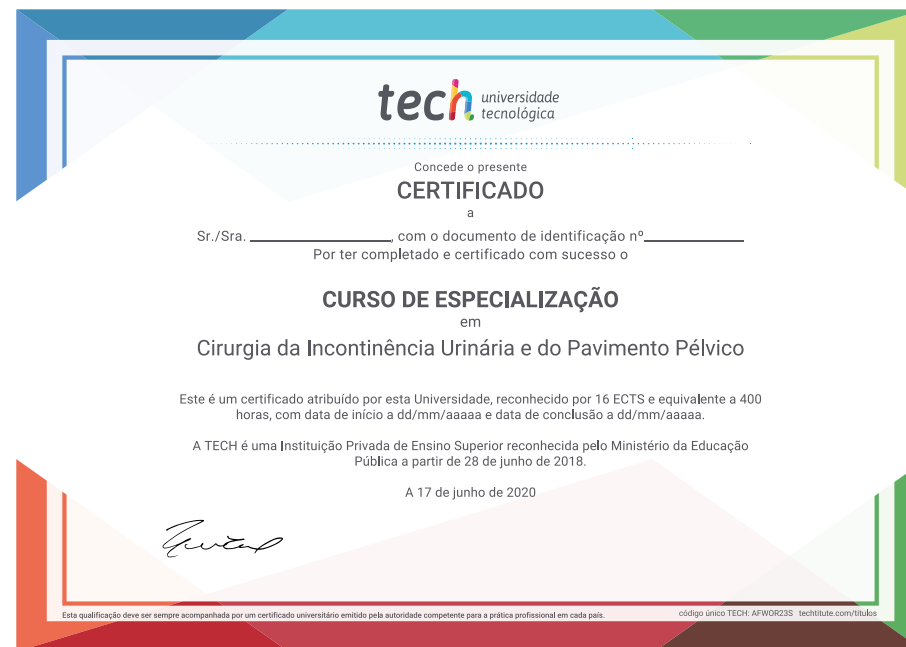 tech universidade
tecnológica
Concede o presente
CERTIFICADO
a
Sr./Sra. ____________________, com o documento de identificação nº______________
Por ter completado e certificado com sucesso o
CURSO DE ESPECIALIZAÇÃO
em
Cirurgia da Incontinência Urinária e do Pavimento Pélvico
Este é um certificado atribuído por esta Universidade, reconhecido por 16 ECTS e equivalente a 400
horas, com data de início a dd/mm/aaaaa e data de conclusão a dd/mm/aaaaa.
A TECH é uma Instituição Privada de Ensino Superior reconhecida pelo Ministério da Educação
Pública a partir de 28 de junho de 2018.
A 17 de junho de 2020
Esta qualificação deve ser sempre acompanhada por um certificado universitário emitido pela autoridade competente para a prática profissional em cada país.
código único TECH: AFWOR23S techtitute.com/titulos